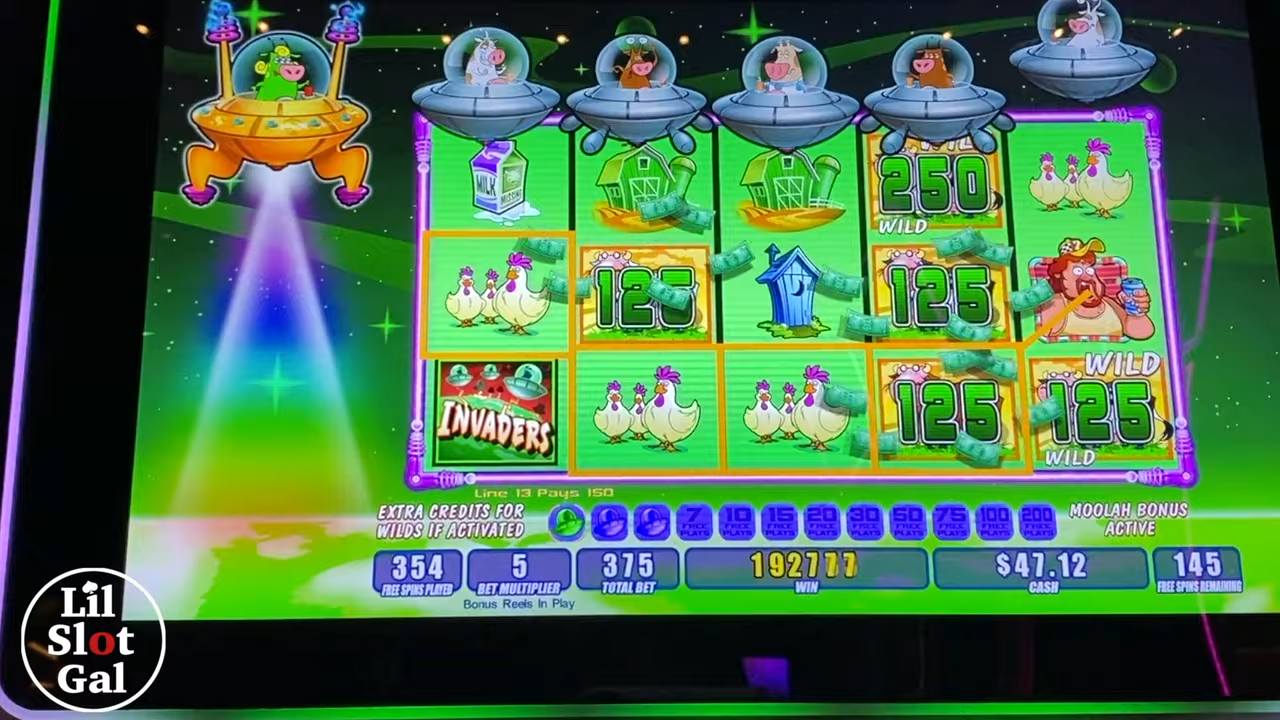 250
WILD
MILK
MISSING
125
125
WILD
INVADERS
125
125
WILD
Line 13 Pays 150
EXTRA CREDITS FOR
WILDS IF ACTIVATED
7 FREE PLAYS
10 FREE PLAYS
15 FREE PLAYS
20 FREE PLAYS
30 FREE PLAYS
50 FREE PLAYS
75 FREE PLAYS
100 FREE PLAYS
200 FREE PLAYS
MOOLAH BONUS
ACTIVE
354
FREE SPINS PLAYED
5
BET MULTIPLIER
375
TOTAL BET
192777
WIN
$47.12
CASH
145
FREE SPINS REMAINING
Bonus Reels In Play
Lil
Slot
Gal